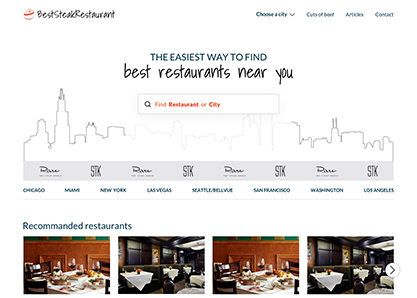 BestSteakRestaurant
Choose a city Cuts of beef Articles Contact
THE EASIEST WAY TO FIND
best restaurants near you
Find Restaurant or City
Rare STK Rare STK Rare STK Rare STK
CHICAGO MIAMI NEW YORK LAS VEGAS SEATTLE/BELLVUE SAN FRANCISCO WASHINGTON LOS ANGELES
Recommanded restaurants